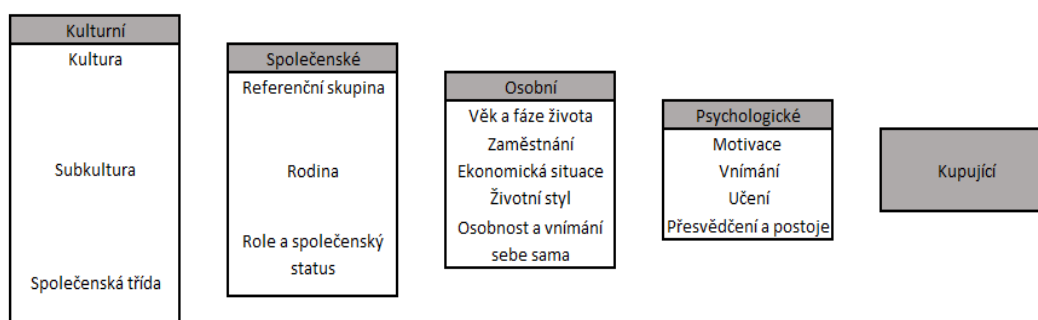 Kulturní
Kultura
Subkultura
Společenská třída
Společenské
Referenční skupina
Rodina
Role a společenský
status
Osobní
Věk a fáze života
Zaměstnání
Ekonomická situace
Životní styl
Osobnost a vnímání
sebe sama
Psychologické
Motivace
Vnímání
Učení
Přesvědčení a postoje
Kupující